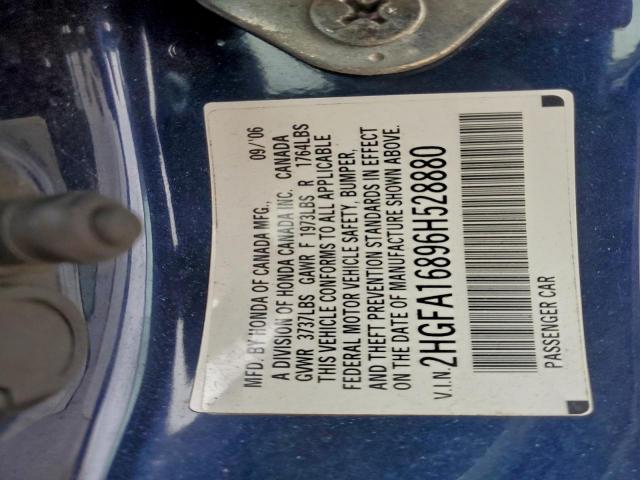 MFD. BY HONDA OF CANADA MFG., 09/'06
A DIVISION OF HONDA CANADA INC. CANADA
GVWR 3737LBS GAWR F 1973LBS R 1764LBS
THIS VEHICLE CONFORMS TO ALL APPLICABLE
FEDERAL MOTOR VEHICLE SAFETY, BUMPER,
AND THEFT PREVENTION STANDARDS IN EFFECT
ON THE DATE OF MANUFACTURE SHOWN ABOVE.
V.I.N. 2HGFA16896H528880
PASSENGER CAR